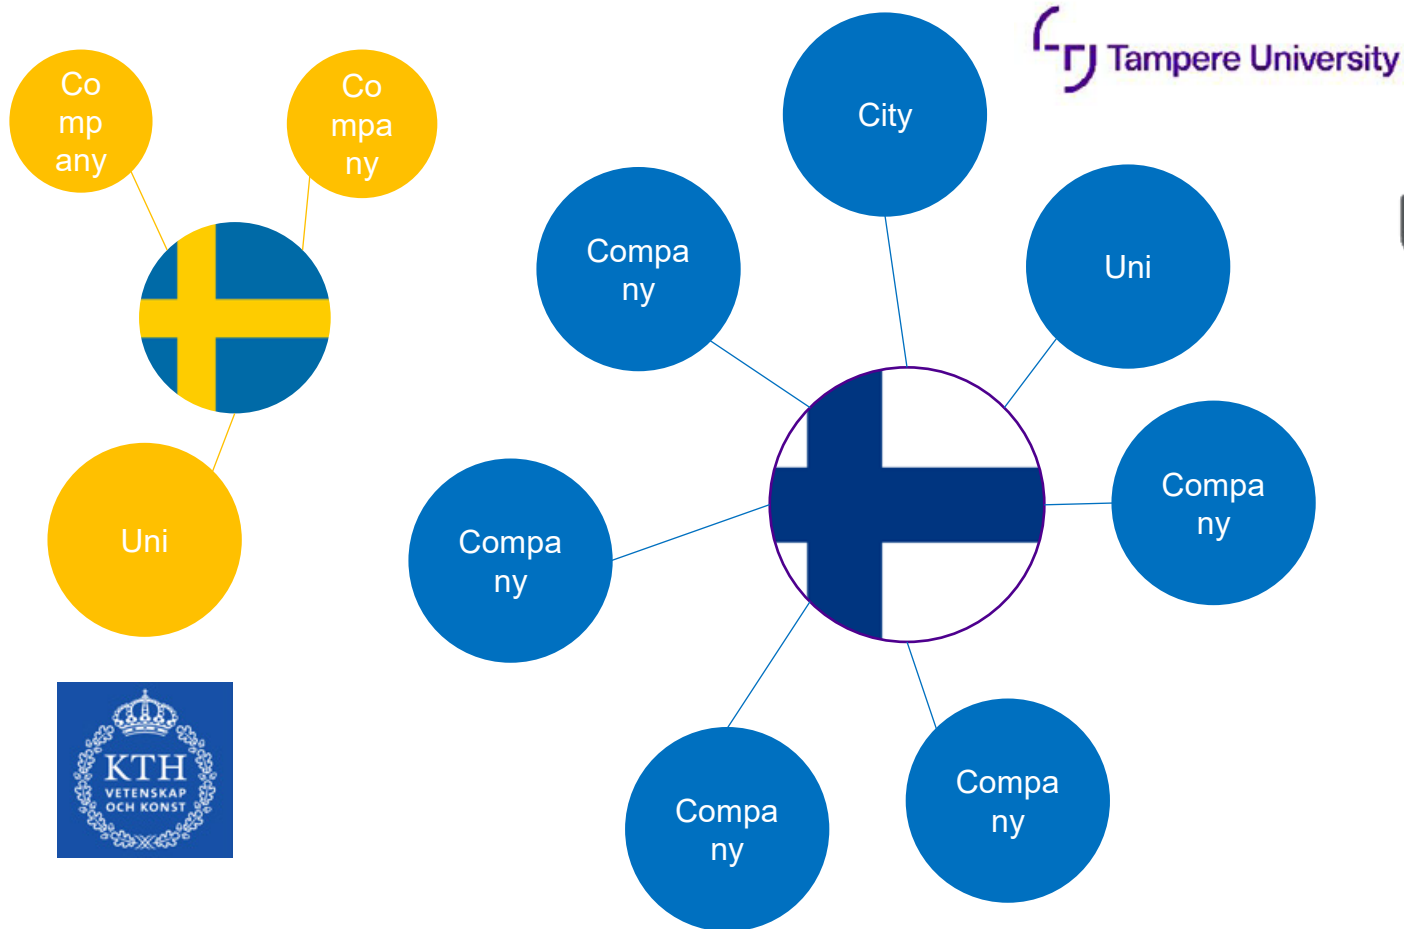 Tampere University
Co
mp
any
Co
mpa
ny
City
Compa
ny
Uni
Compa
ny
Compa
ny
Uni
Compa
ny
Compa
ny
KTH
VETENSKAP
OCH KONST